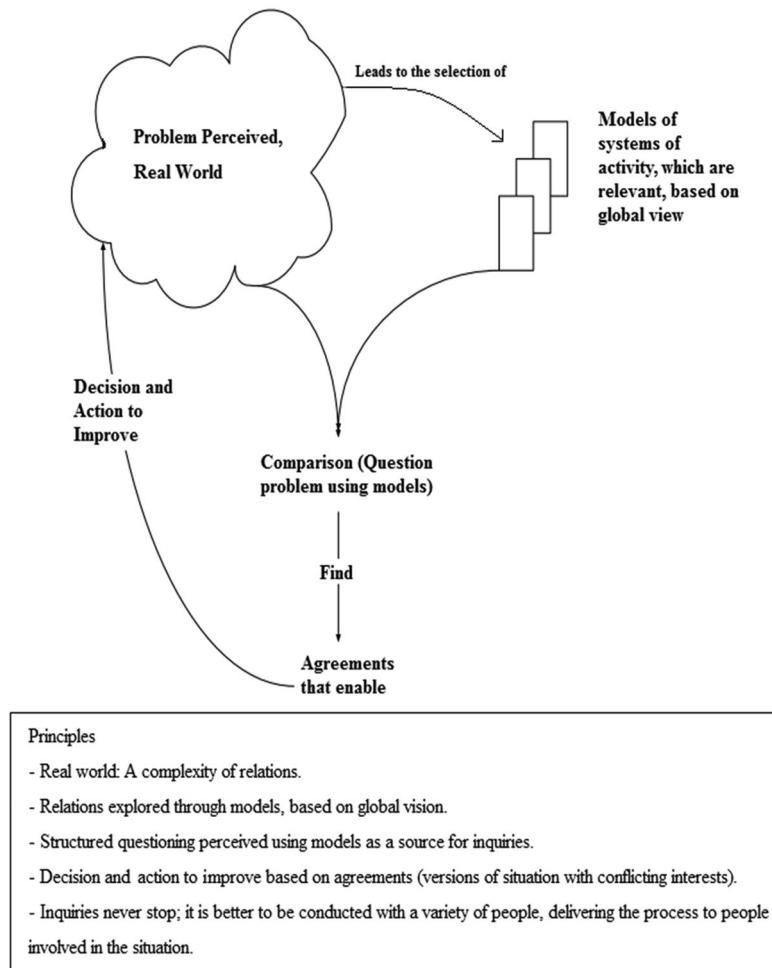 Leads to the selection of
Problem Perceived,
Real World
Models of
systems of
activity, which are
relevant, based on
global view
Decision and
Action to
Improve
Comparison (Question
problem using models)
Find
Agreements
that enable
Principles
- Real world: A complexity of relations.
- Relations explored through models, based on global vision.
- Structured questioning perceived using models as a source for inquiries.
- Decision and action to improve based on agreements (versions of situation with conflicting interests).
- Inquiries never stop; it is better to be conducted with a variety of people, delivering the process to people
involved in the situation.